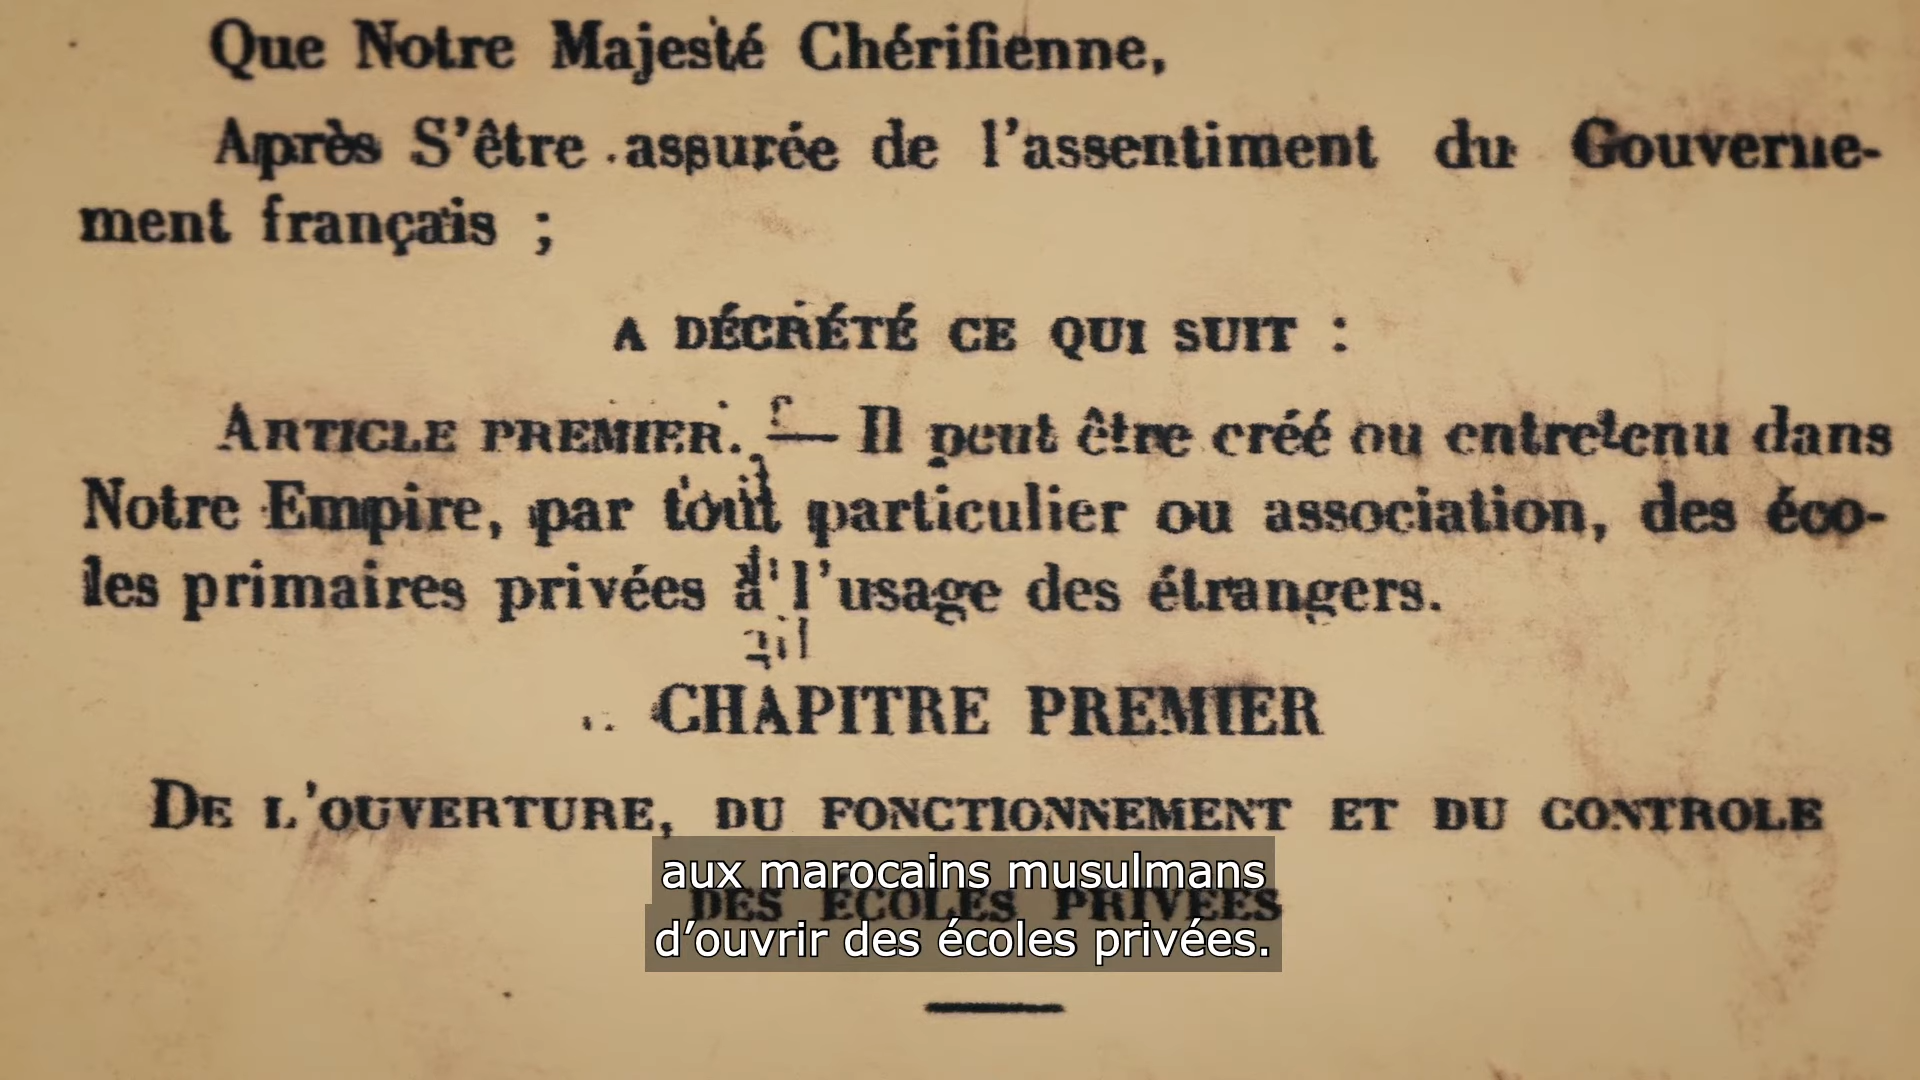 Que Notre Majesté Chérifienne,
Après S'être assurée de l'assentiment du Gouverne-
ment français ;
A DÉCRÉTÉ CE QUI SUIT :
ARTICLE PREMIER. — Il peut être créé ou entretenu dans
Notre Empire, par tout particulier ou association, des éco-
les primaires privées à l'usage des étrangers.
CHAPITRE PREMIER
DE L'OUVERTURE, DU FONCTIONNEMENT ET DU CONTROLE
DES ÉCOLES PRIVÉES
aux marocains musulmans
d’ouvrir des écoles privées.